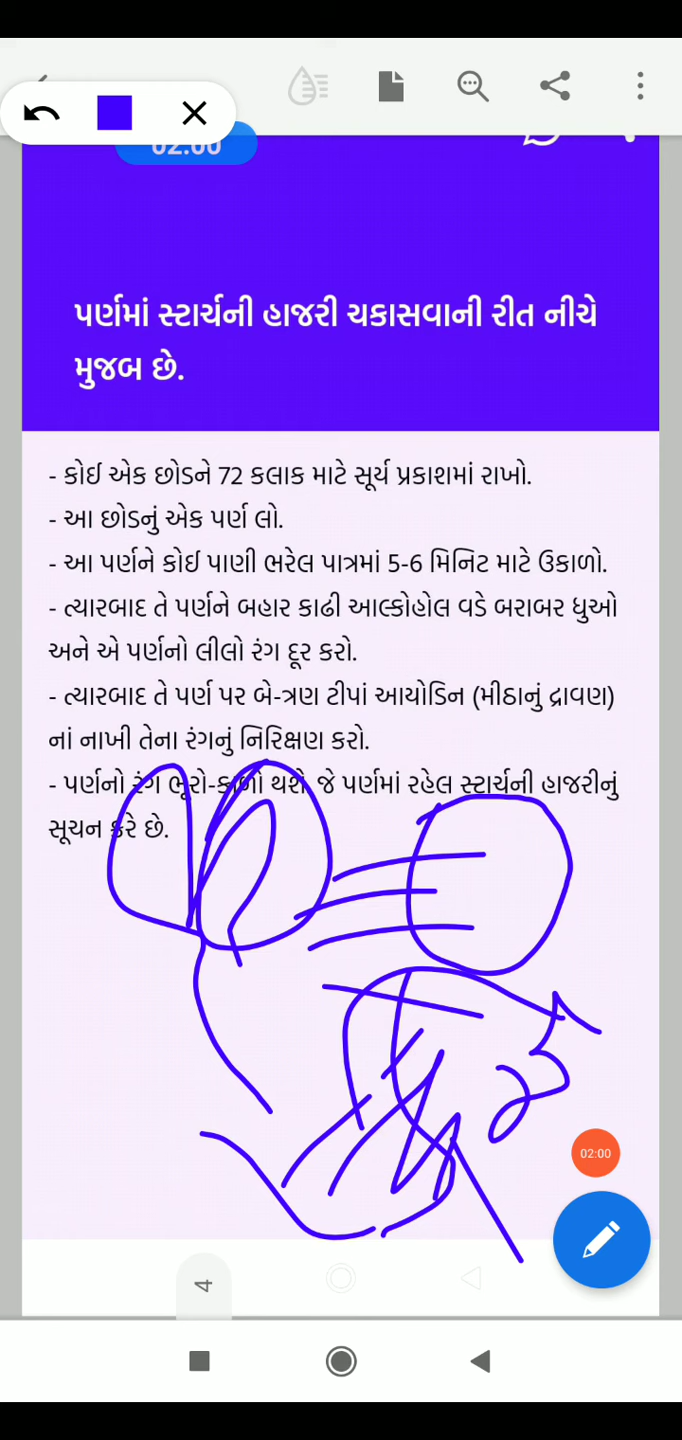 02:00
પર્ણમાં સ્ટાર્ચની હાજરી ચકાસવાની રીત નીચે
મુજબ છે.
- કોઈ એક છોડને 72 કલાક માટે સૂર્ય પ્રકાશમાં રાખો.
- આ છોડનું એક પર્ણ લો.
- આ પર્ણને કોઈ પાણી ભરેલ પાત્રમાં 5-6 મિનિટ માટે ઉકાળો.
- ત્યારબાદ તે પર્ણને બહાર કાઢી આલ્કોહોલ વડે બરાબર ધુઓ
અને એ પર્ણનો લીલો રંગ દૂર કરો.
- ત્યારબાદ તે પર્ણ પર બે-ત્રણ ટીપાં આયોડિન (મીઠાનું દ્રાવણ)
નાં નાખી તેના રંગનું નિરિક્ષણ કરો.
- પર્ણનો રંગ ભૂરો-કાળો થશે જે પર્ણમાં રહેલ સ્ટાર્ચની હાજરીનું
સૂચન કરે છે.
02:00
4